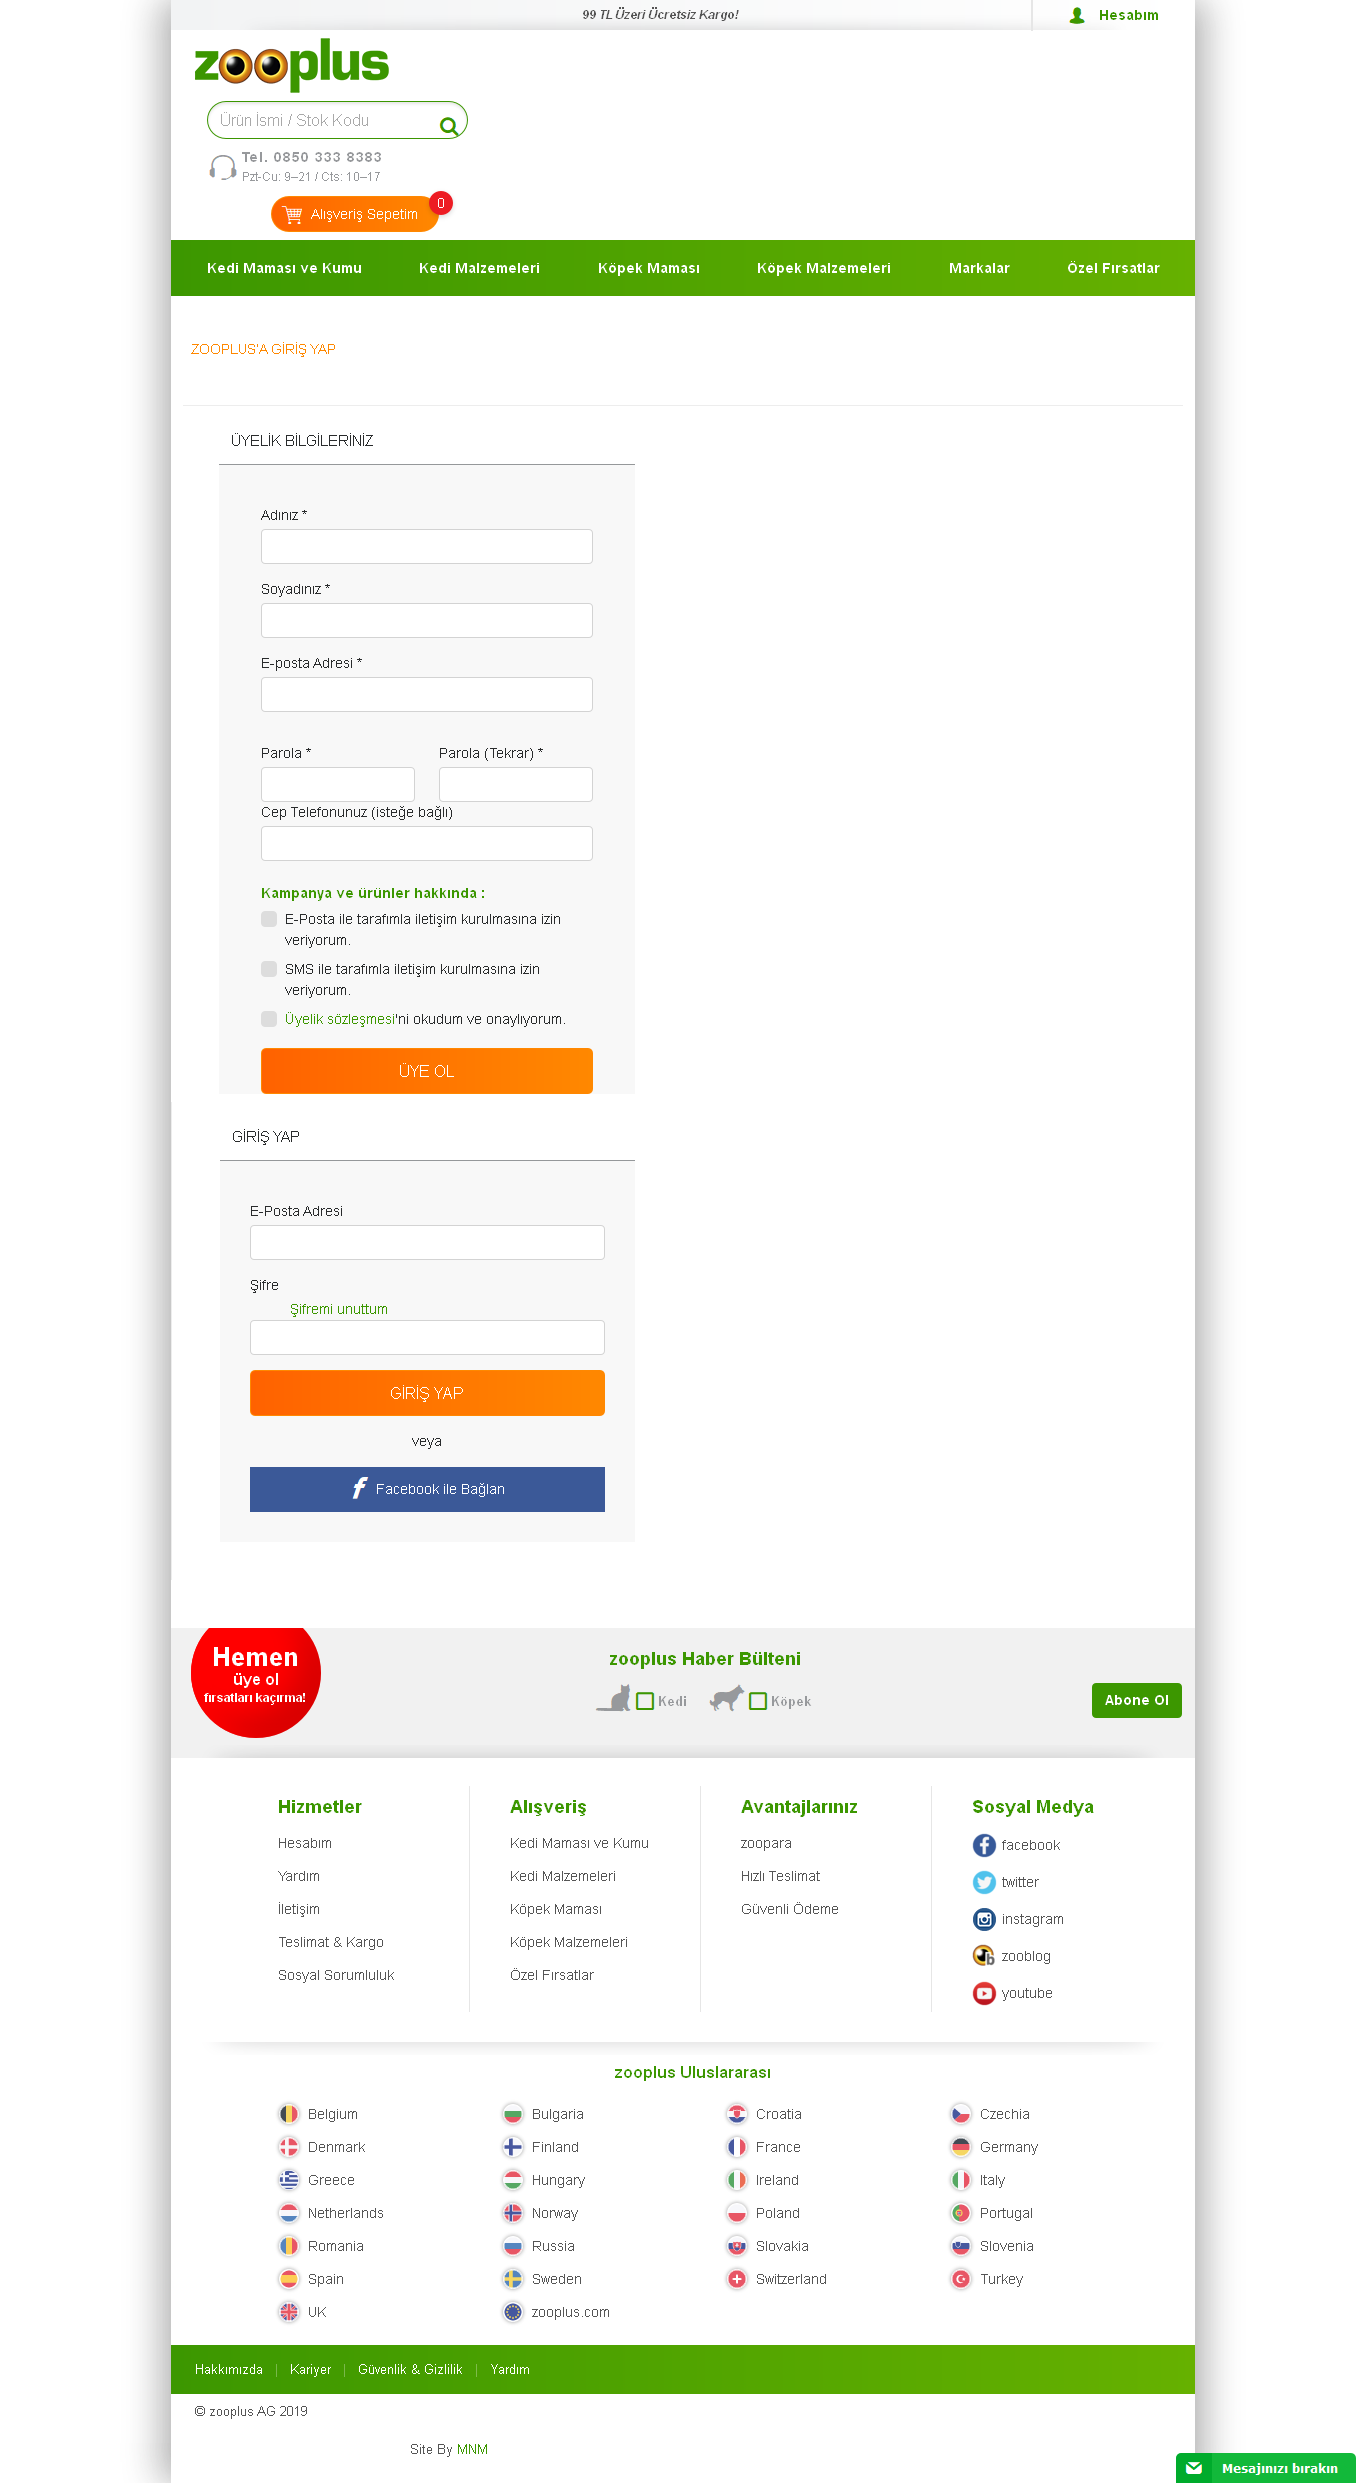 99 TL Üzeri Ücretsiz Kargo!
Hesabım
zooplus
Ürün İsmi / Stok Kodu
Tel. 0850 333 8383
Pzt-Cu: 9–21 / Cts: 10–17
Alışveriş Sepetim
0
Kedi Maması ve Kumu
Kedi Malzemeleri
Köpek Maması
Köpek Malzemeleri
Markalar
Özel Fırsatlar
ZOOPLUS'A GİRİŞ YAP
ÜYELİK BİLGİLERİNİZ
Adınız *
Soyadınız *
E-posta Adresi *
Parola *
Parola (Tekrar) *
Cep Telefonunuz (isteğe bağlı)
Kampanya ve ürünler hakkında :
E-Posta ile tarafımla iletişim kurulmasına izin
veriyorum.
SMS ile tarafımla iletişim kurulmasına izin
veriyorum.
Üyelik sözleşmesi'ni okudum ve onaylıyorum.
ÜYE OL
GİRİŞ YAP
E-Posta Adresi
Şifre
Şifremi unuttum
GİRİŞ YAP
veya
f Facebook ile Bağlan
Hemen
üye ol
fırsatları kaçırma!
zooplus Haber Bülteni
Kedi
Köpek
Abone Ol
Hizmetler
Hesabım
Yardım
İletişim
Teslimat & Kargo
Sosyal Sorumluluk
Alışveriş
Kedi Maması ve Kumu
Kedi Malzemeleri
Köpek Maması
Köpek Malzemeleri
Özel Fırsatlar
Avantajlarınız
zoopara
Hızlı Teslimat
Güvenli Ödeme
Sosyal Medya
facebook
twitter
instagram
zooblog
youtube
zooplus Uluslararası
Belgium
Bulgaria
Croatia
Czechia
Denmark
Finland
France
Germany
Greece
Hungary
Ireland
Italy
Netherlands
Norway
Poland
Portugal
Romania
Russia
Slovakia
Slovenia
Spain
Sweden
Switzerland
Turkey
UK
zooplus.com
Hakkımızda | Kariyer | Güvenlik & Gizlilik | Yardım
© zooplus AG 2019
Site By MNM
Mesajınızı bırakın